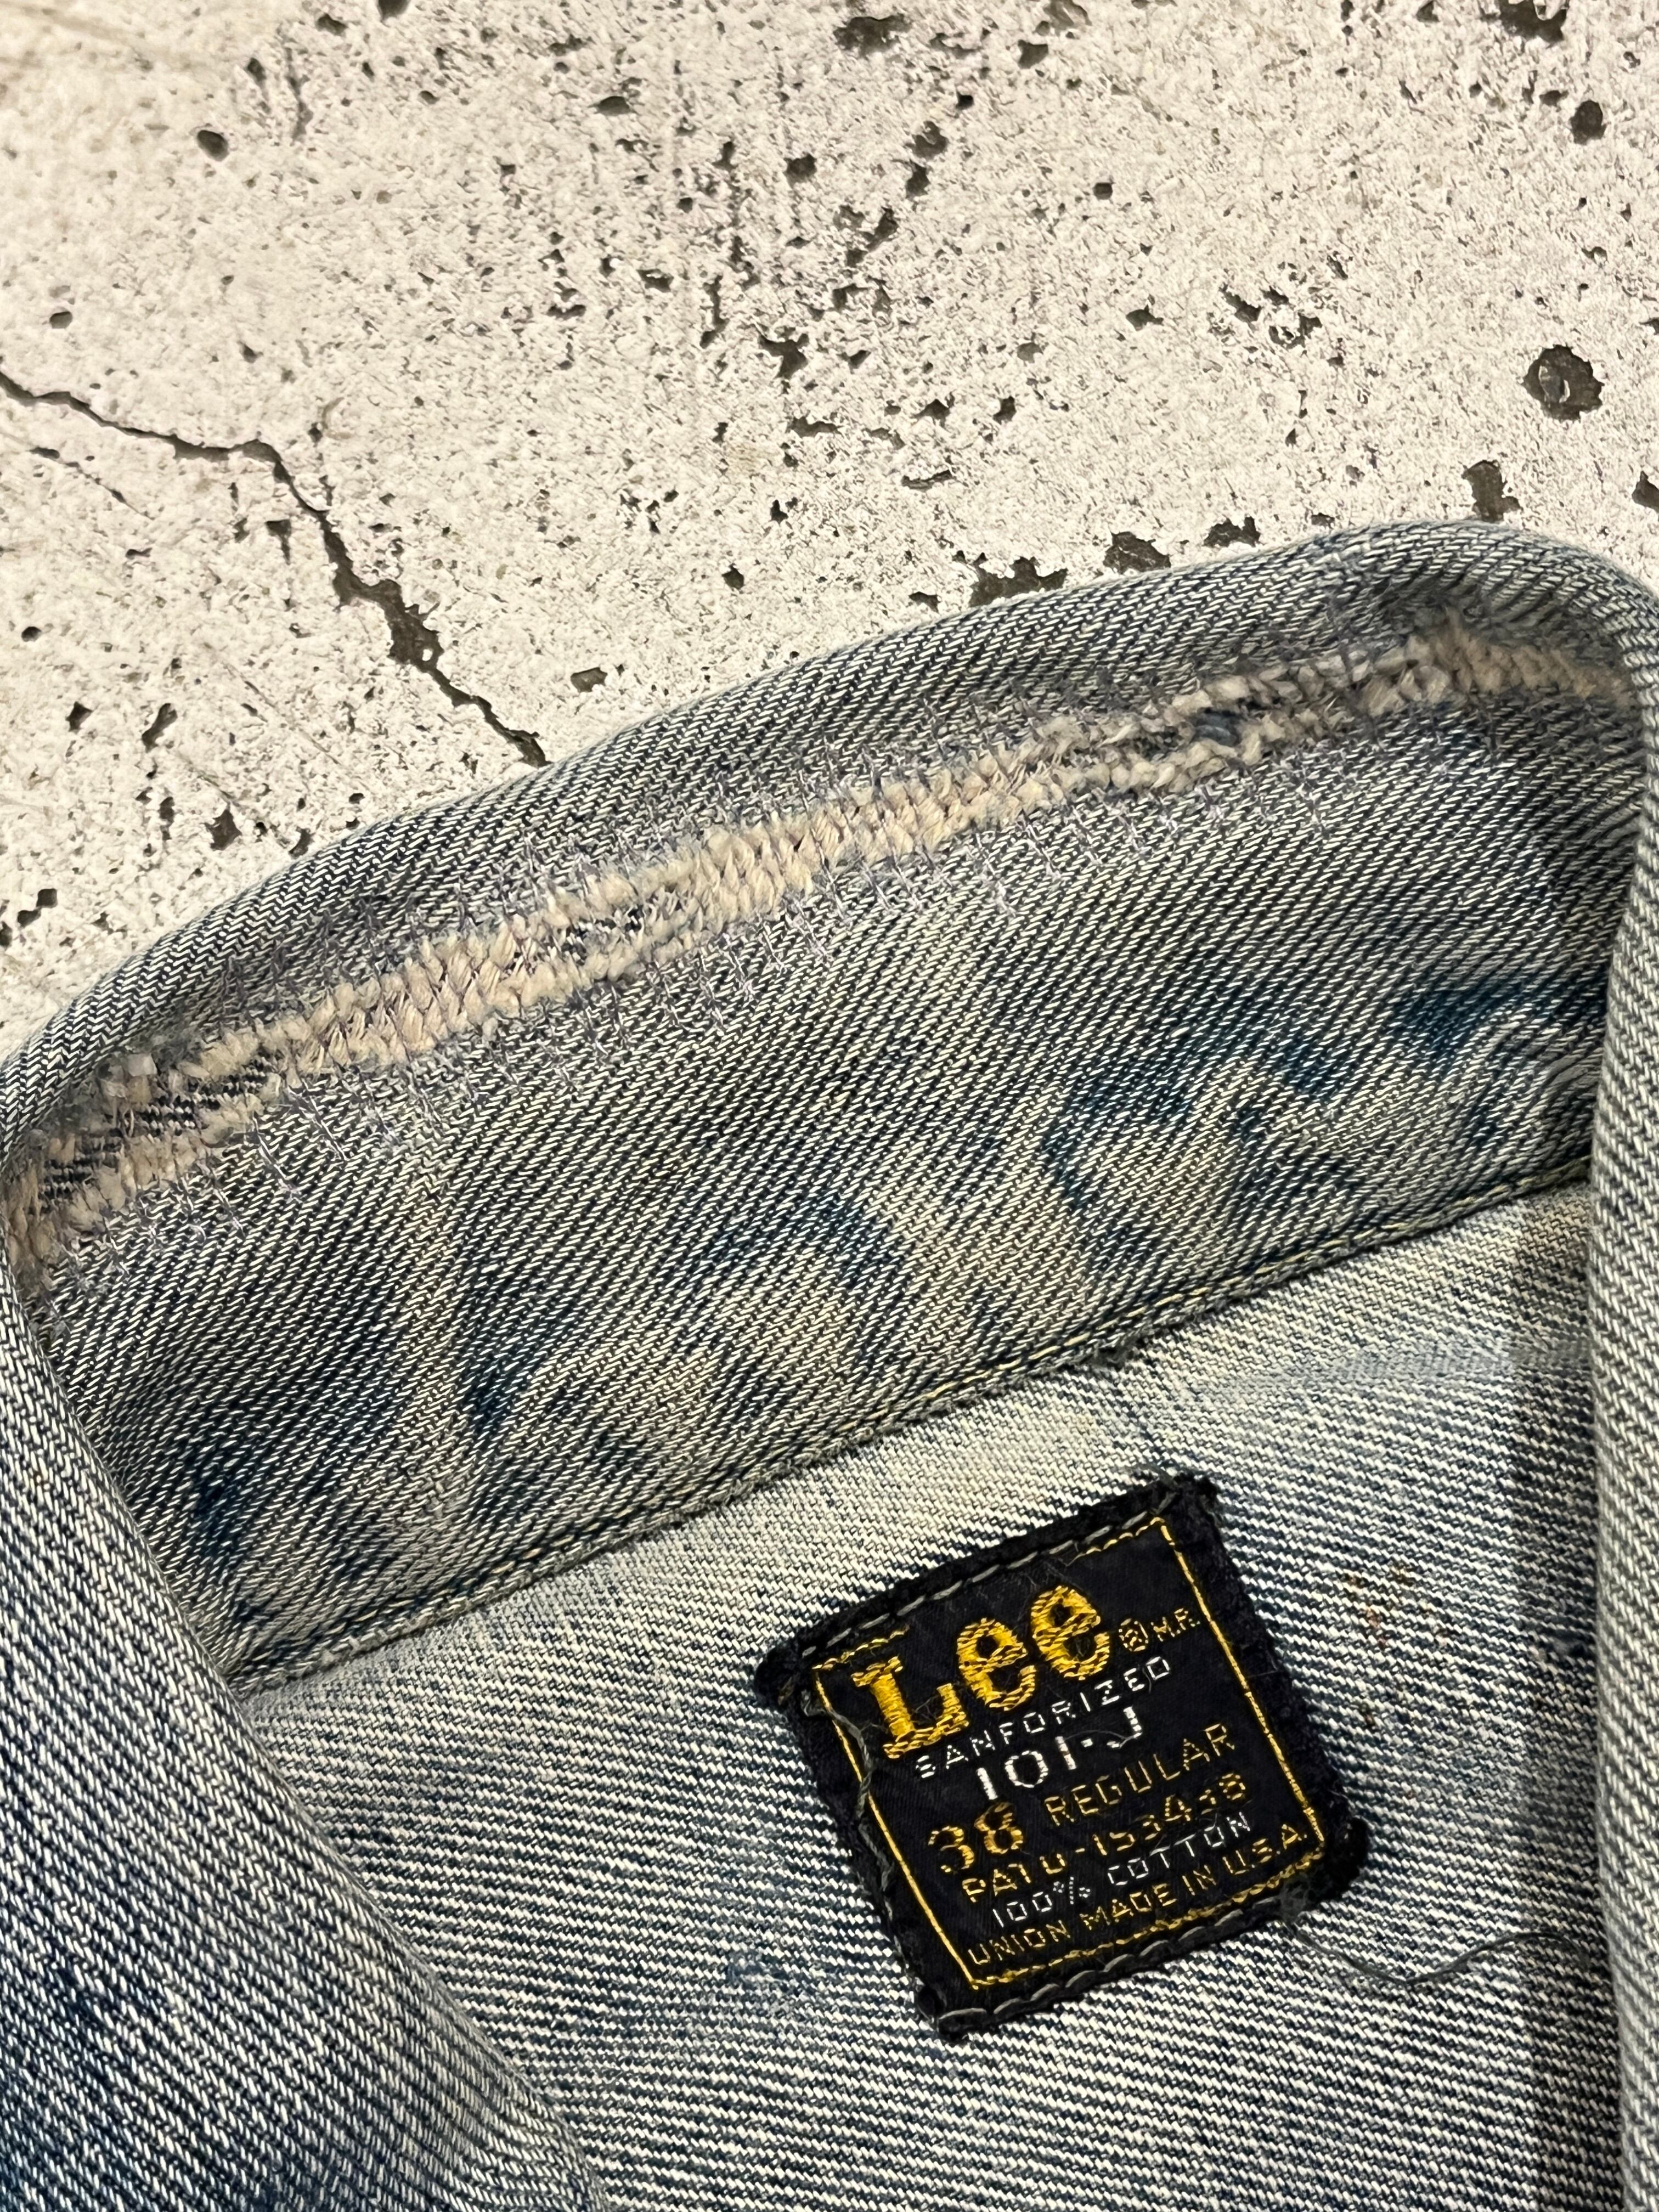 Lee® M.R.
SANFORIZED
101-J
38 REGULAR
PAT D-153438
100% COTTON
UNION MADE IN U.S.A.